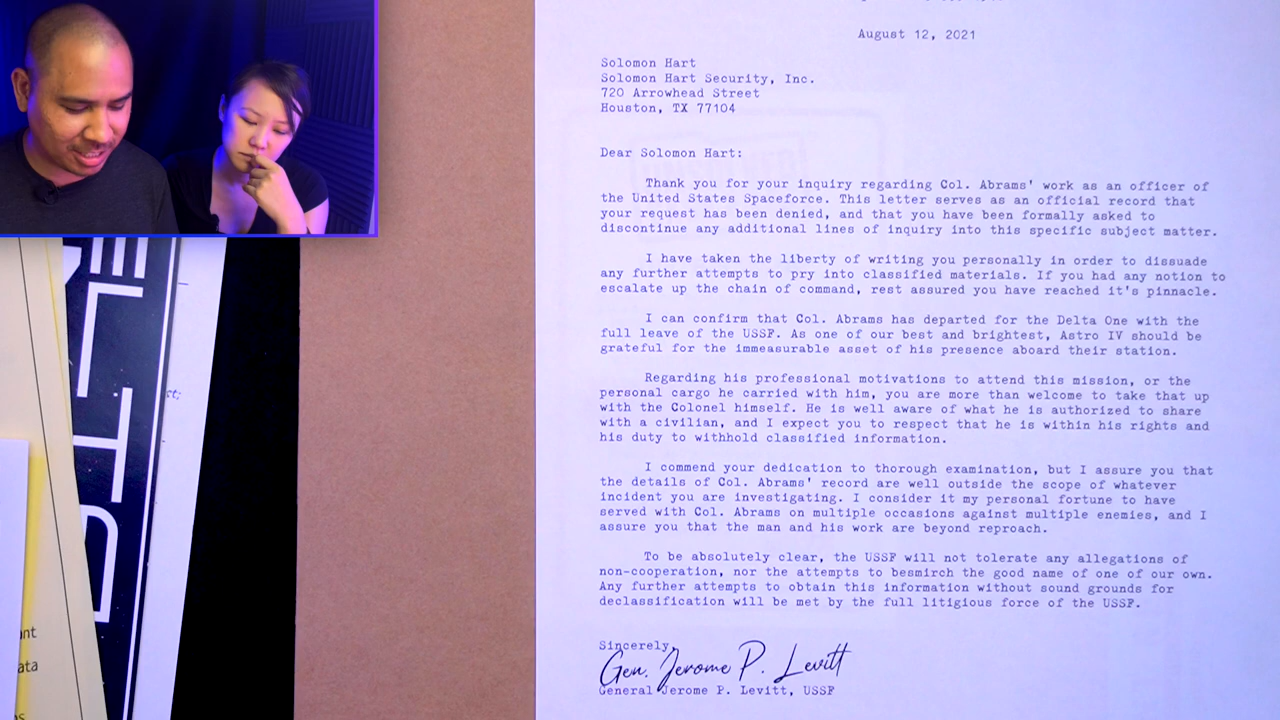 August 12, 2021
Solomon Hart
Solomon Hart Security, Inc.
720 Arrowhead Street
Houston, TX 77104
Dear Solomon Hart:
Thank you for your inquiry regarding Col. Abrams' work as an officer of
the United States Spaceforce. This letter serves as an official record that
your request has been denied, and that you have been formally asked to
discontinue any additional lines of inquiry into this specific subject matter.
I have taken the liberty of writing you personally in order to dissuade
any further attempts to pry into classified materials. If you had any notion to
escalate up the chain of command, rest assured you have reached it's pinnacle.
I can confirm that Col. Abrams has departed for the Delta One with the
full leave of the USSF. As one of our best and brightest, Astro IV should be
grateful for the immeasurable asset of his presence aboard their station.
Regarding his professional motivations to attend this mission, or the
personal cargo he carried with him, you are more than welcome to take that up
with the Colonel himself. He is well aware of what he is authorized to share
with a civilian, and I expect you to respect that he is within his rights and
his duty to withhold classified information.
I commend your dedication to thorough examination, but I assure you that
the details of Col. Abrams' record are well outside the scope of whatever
incident you are investigating. I consider it my personal fortune to have
served with Col. Abrams on multiple occasions against multiple enemies, and I
assure you that the man and his work are beyond reproach.
To be absolutely clear, the USSF will not tolerate any allegations of
non-cooperation, nor the attempts to besmirch the good name of one of our own.
Any further attempts to obtain this information without sound grounds for
declassification will be met by the full litigious force of the USSF.
Sincerely,
Gen. Jerome P. Levitt
General Jerome P. Levitt, USSF